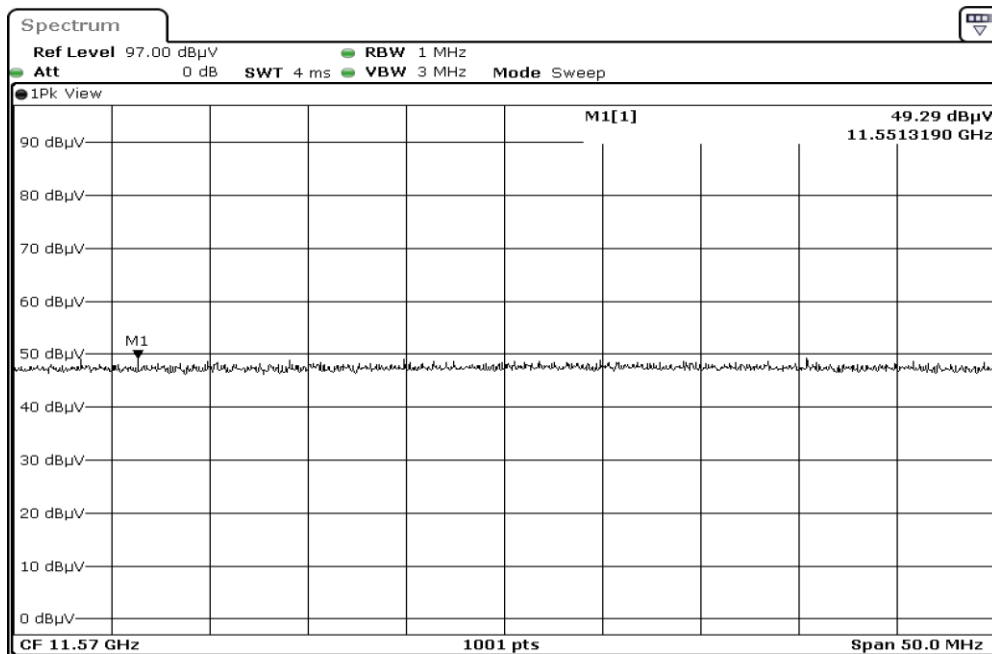 Spectrum
Ref Level 97.00 dBµV RBW 1 MHz
Att 0 dB SWT 4 ms VBW 3 MHz Mode Sweep
1Pk View
M1[1] 49.29 dBµV
11.5513190 GHz
90 dBµV
80 dBµV
70 dBµV
60 dBµV
M1
50 dBµV
40 dBµV
30 dBµV
20 dBµV
10 dBµV
0 dBµV
CF 11.57 GHz 1001 pts Span 50.0 MHz